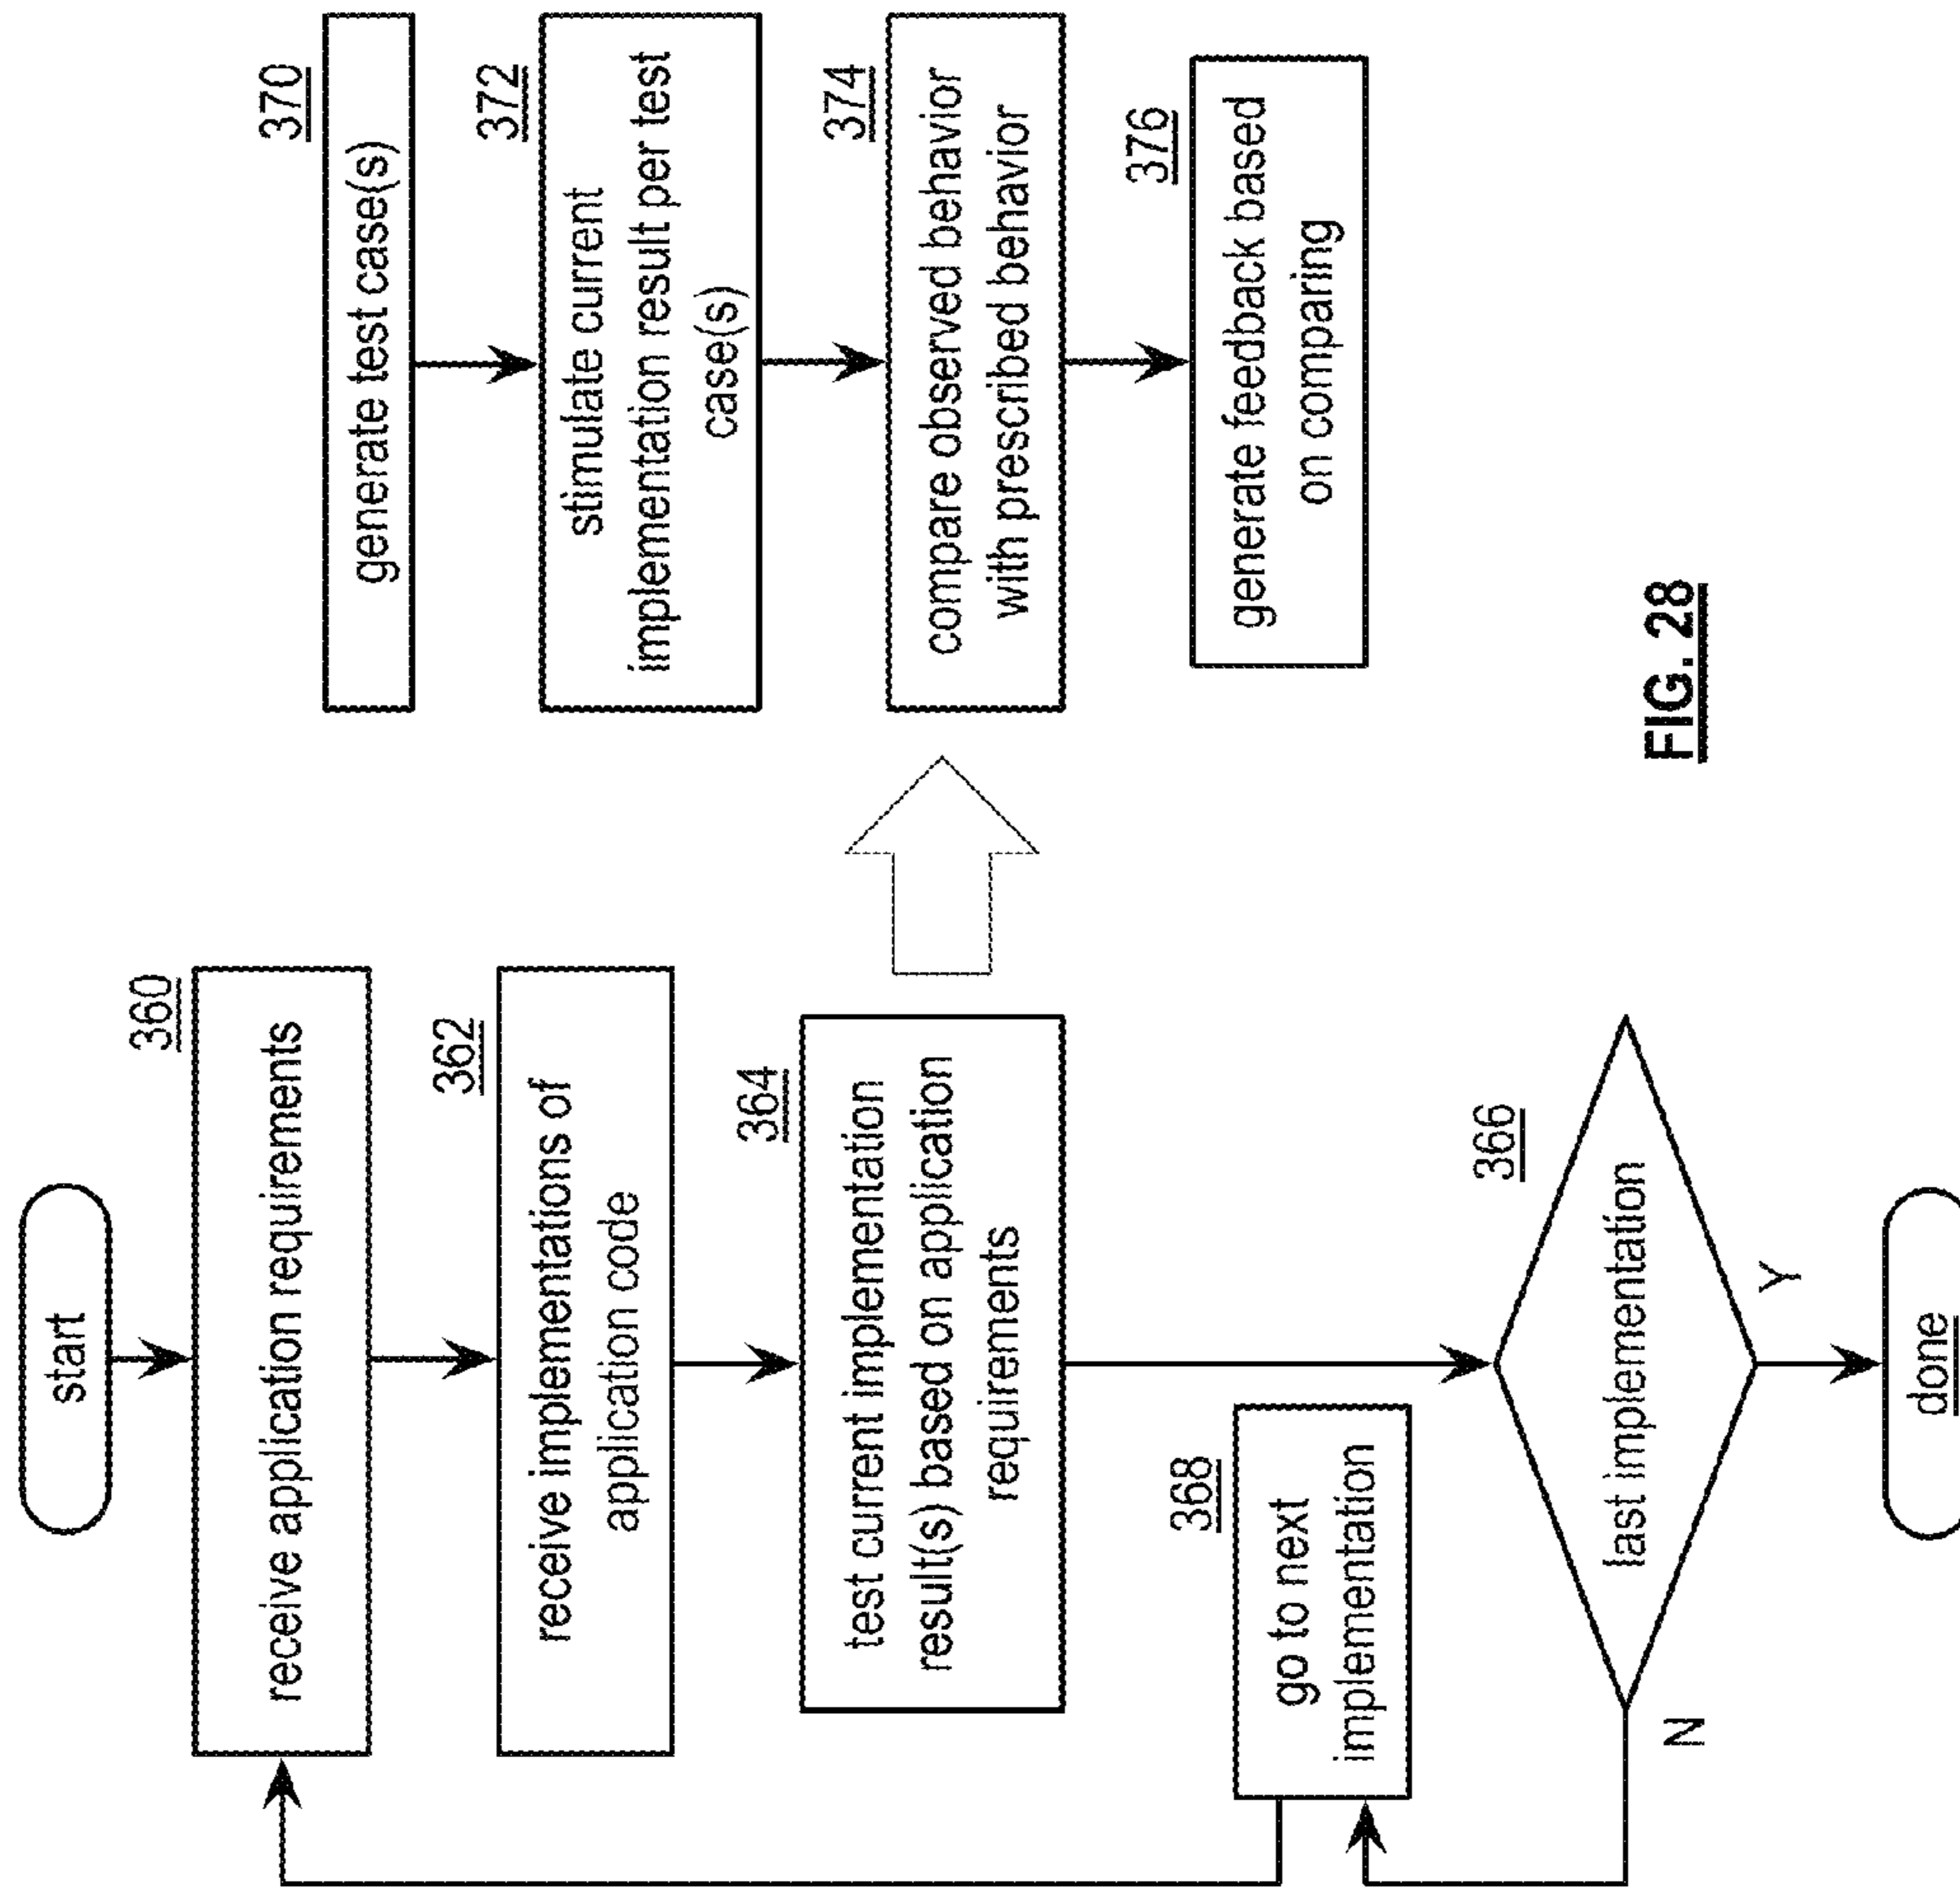 start
360
receive application requirements
362
receive implementations of
application code
364
test current implementation
result(s) based on application
requirements
368
go to next
implementation
366
last implementation
N
Y
done
370
generate test case(s)
372
stimulate current
implementation result per test
case(s)
374
compare observed behavior
with prescribed behavior
376
generate feedback based
on comparing
FIG. 28